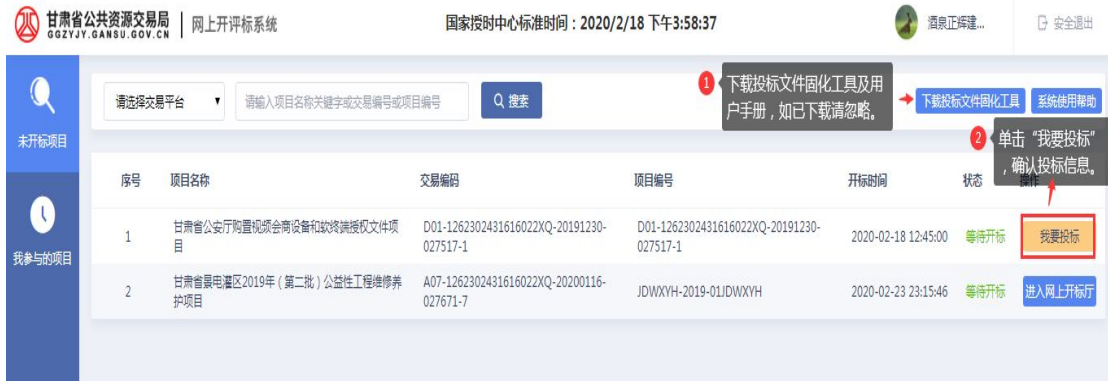 甘肃省公共资源交易局 网上开评标系统 国家授时中心标准时间：2020/2/18 下午3:58:37 酒泉正辉建... 安全退出
GGZYJY.GANSU.GOV.CN
未开标项目
我参与的项目
请选择交易平台 请输入项目名称关键字或交易编号或项目编号 搜索
1 下载投标文件固化工具及用
户手册，如已下载请忽略。
下载投标文件固化工具 系统使用帮助
2 单击“我要投标”
，确认投标信息。
序号 项目名称 交易编码 项目编号 开标时间 状态 操作
1 甘肃省公安厅购置视频会商设备和软终端授权文件项
目
D01-1262302431616022XQ-20191230-
027517-1
D01-1262302431616022XQ-20191230-
027517-1
2020-02-18 12:45:00 等待开标 我要投标
2 甘肃省景电灌区2019年（第二批）公益性工程维修养
护项目
A07-1262302431616022XQ-20200116-
027671-7
JDWXYH-2019-01JDWXYH 2020-02-23 23:15:46 等待开标 进入网上开标厅